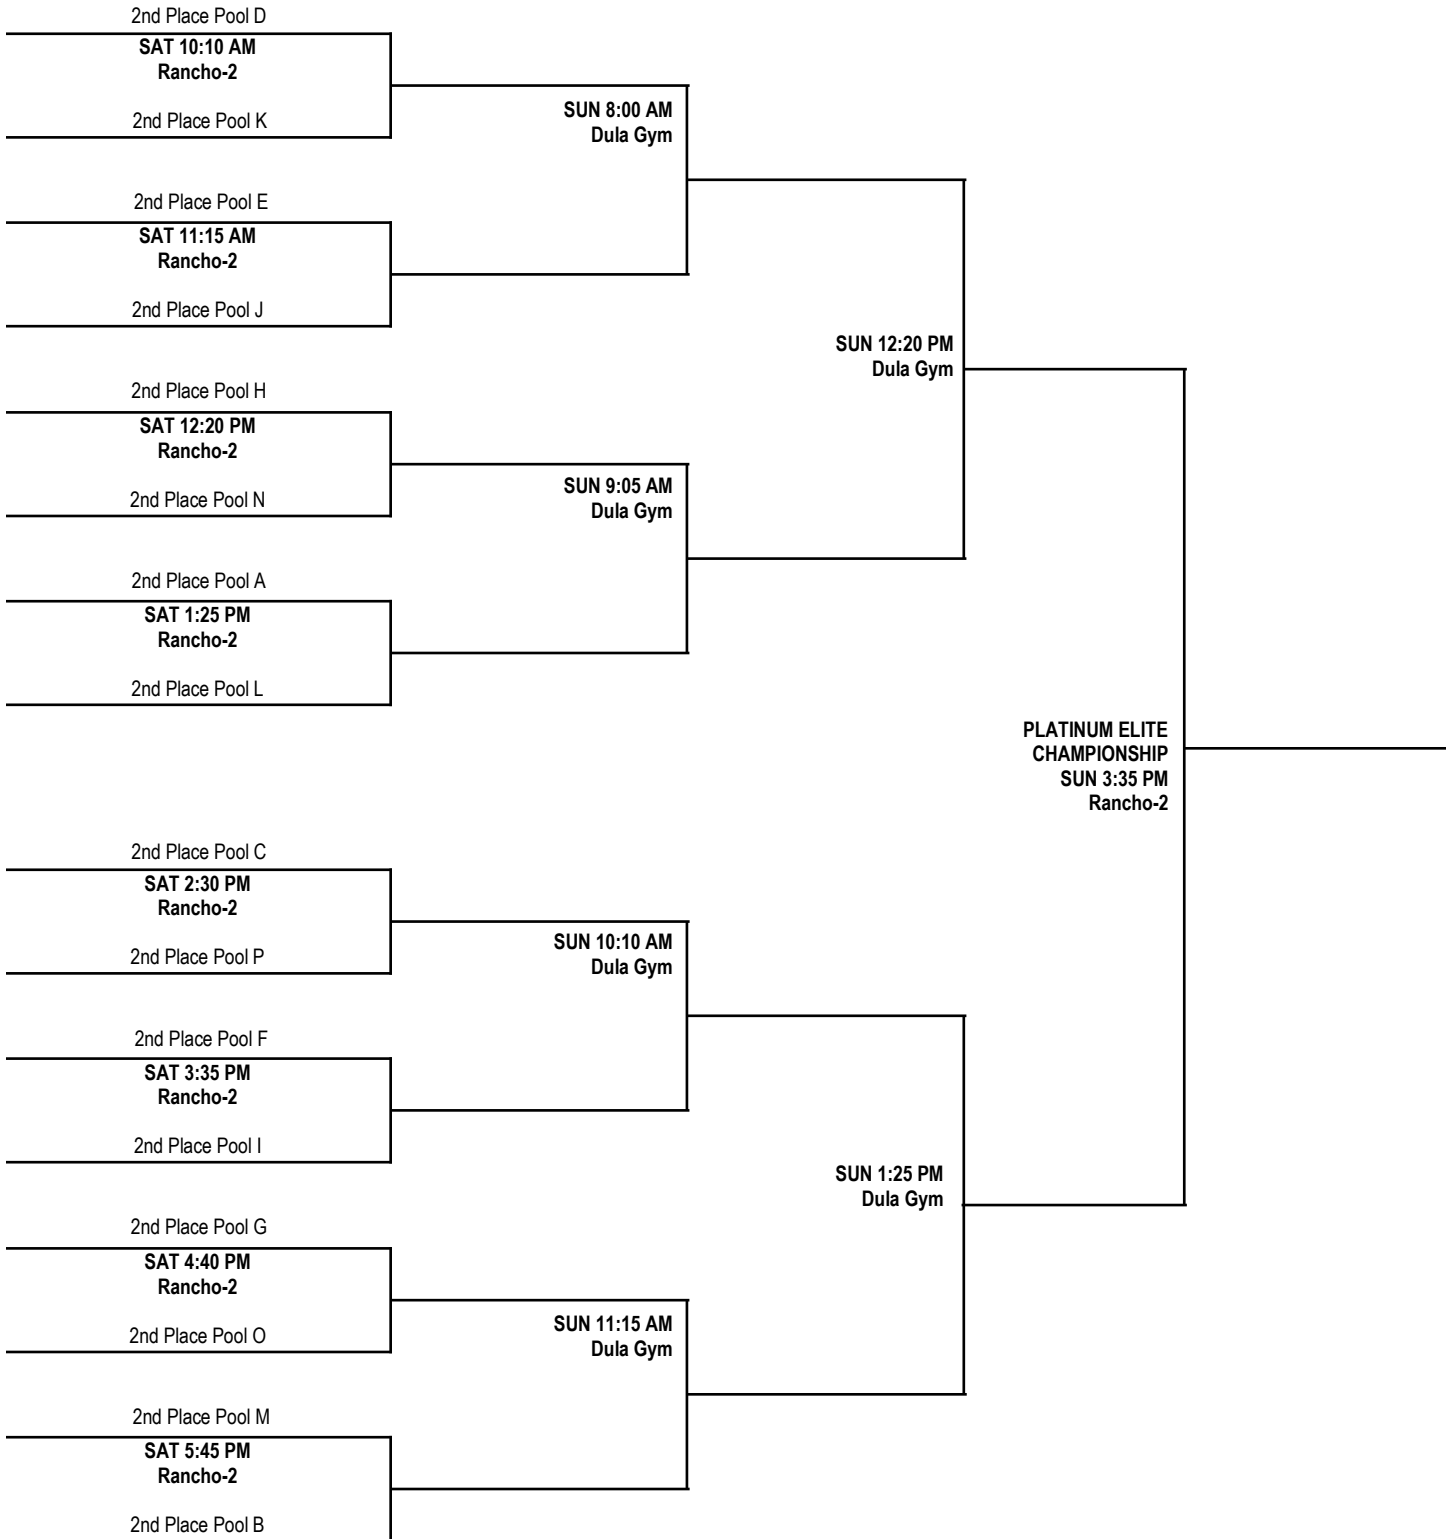 2nd Place Pool D
SAT 10:10 AM
Rancho-2
2nd Place Pool K
SUN 8:00 AM
Dula Gym
2nd Place Pool E
SAT 11:15 AM
Rancho-2
2nd Place Pool J
SUN 12:20 PM
Dula Gym
2nd Place Pool H
SAT 12:20 PM
Rancho-2
2nd Place Pool N
SUN 9:05 AM
Dula Gym
2nd Place Pool A
SAT 1:25 PM
Rancho-2
2nd Place Pool L
PLATINUM ELITE
CHAMPIONSHIP
SUN 3:35 PM
Rancho-2
2nd Place Pool C
SAT 2:30 PM
Rancho-2
2nd Place Pool P
SUN 10:10 AM
Dula Gym
2nd Place Pool F
SAT 3:35 PM
Rancho-2
2nd Place Pool I
SUN 1:25 PM
Dula Gym
2nd Place Pool G
SAT 4:40 PM
Rancho-2
2nd Place Pool O
SUN 11:15 AM
Dula Gym
2nd Place Pool M
SAT 5:45 PM
Rancho-2
2nd Place Pool B